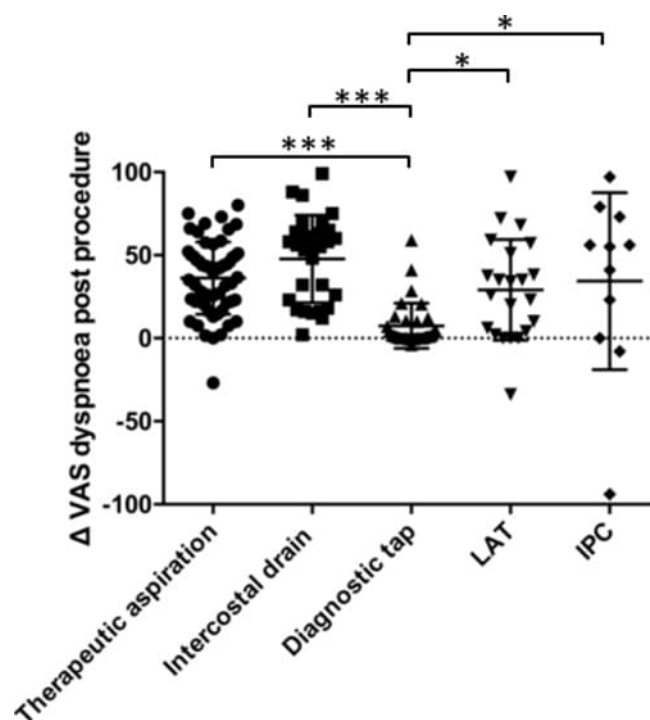 *
*
***
***
Δ VAS dyspnoea post procedure
100
50
0
-50
-100
Therapeutic aspiration
Intercostal drain
Diagnostic tap
LAT
IPC